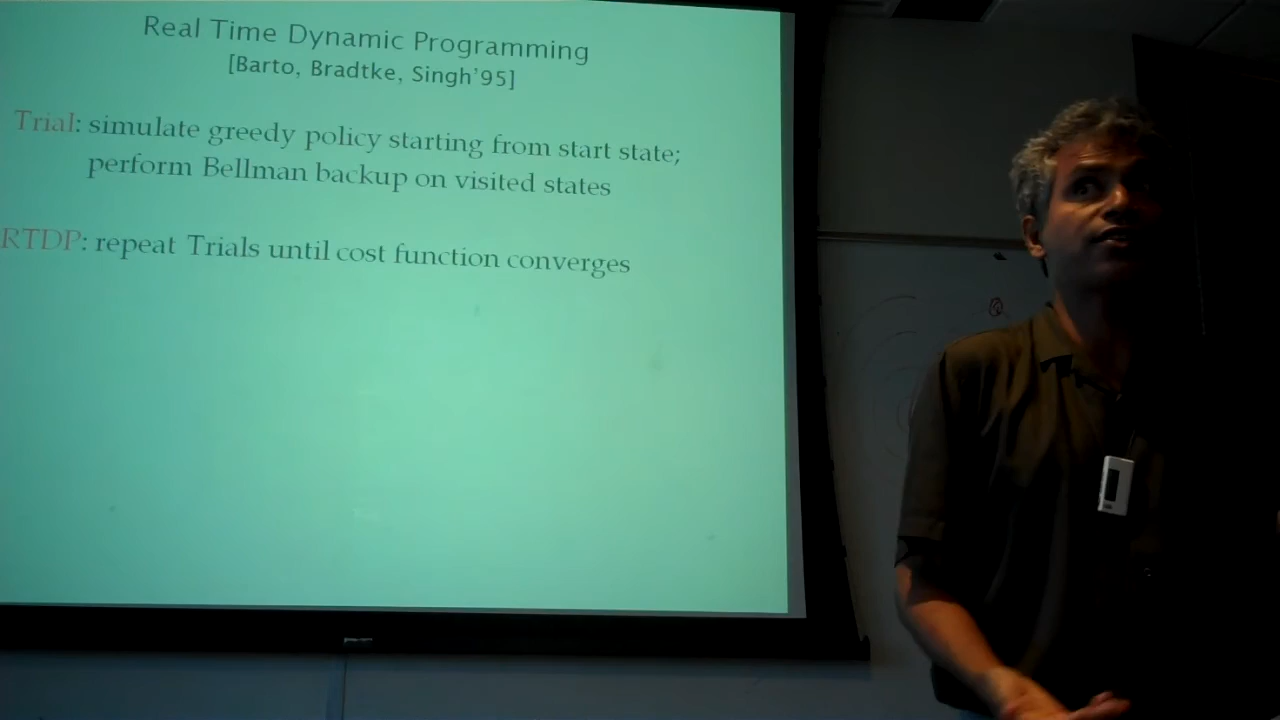 Real Time Dynamic Programming
[Barto, Bradtke, Singh'95]
Trial: simulate greedy policy starting from start state;
perform Bellman backup on visited states
RTDP: repeat Trials until cost function converges